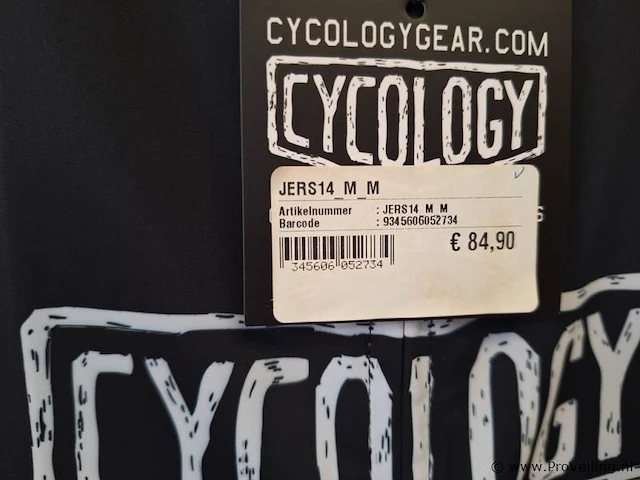 CYCOLOGYGEAR.COM
CYCOLOGY
JERS14_M_M
Artikelnummer : JERS14_M_M
Barcode : 9345606052734
€ 84,90
345606 052734
CYCOLOGY
© www.ProVeiling.nl